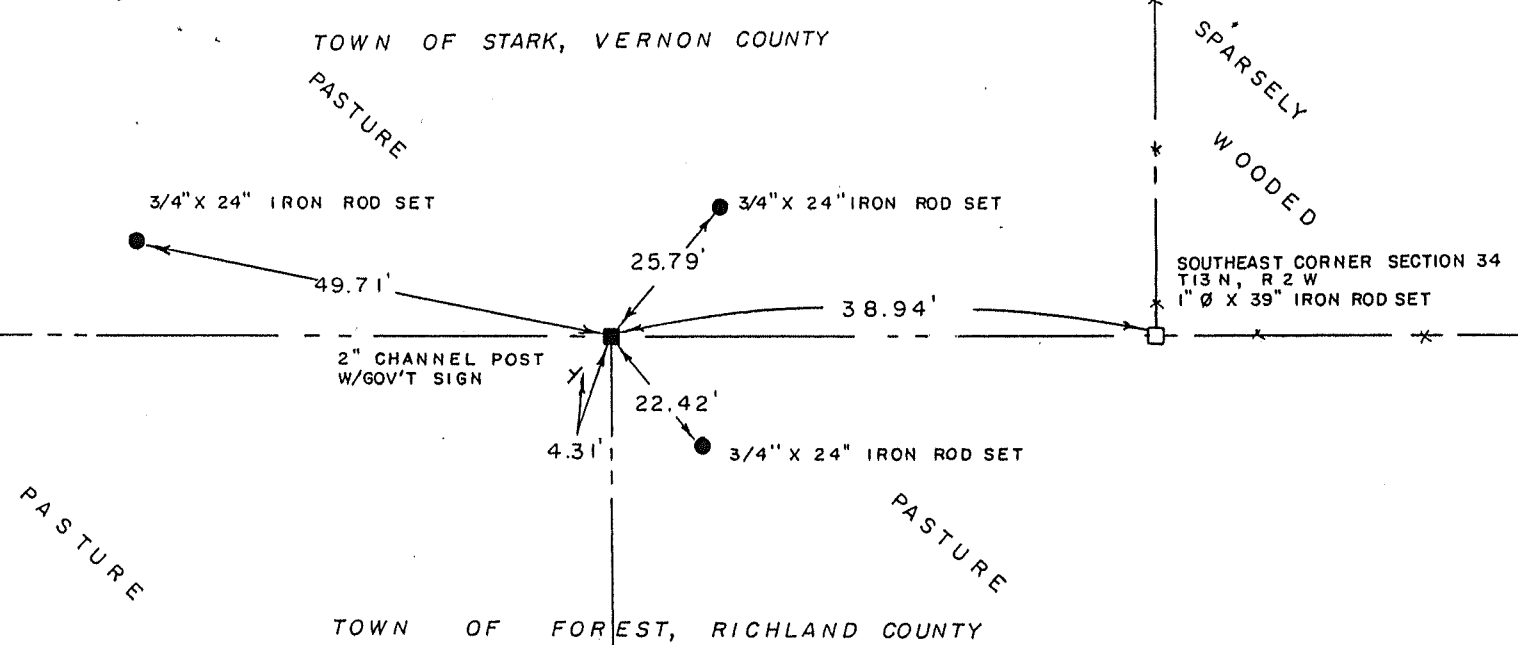 TOWN OF STARK, VERNON COUNTY
PASTURE
SPARSELY
WOODED
3/4" X 24" IRON ROD SET
3/4" X 24" IRON ROD SET
49.71'
25.79'
38.94'
SOUTHEAST CORNER SECTION 34
T13 N, R 2 W
1" Ø X 39" IRON ROD SET
2" CHANNEL POST
W/GOV'T SIGN
22.42'
4.31'
3/4" X 24" IRON ROD SET
PASTURE
PASTURE
TOWN OF FOREST, RICHLAND COUNTY